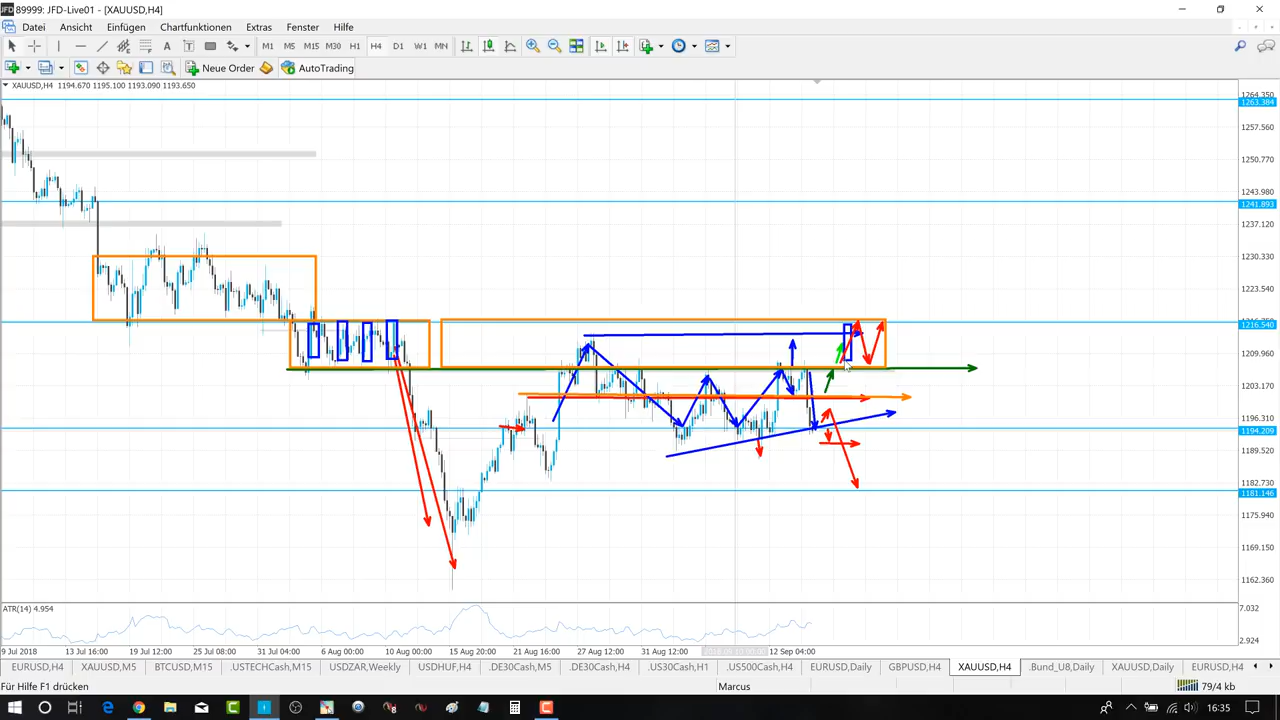 JFD 89999: JFD-Live01 - [XAUUSD,H4]
Datei Ansicht Einfügen Chartfunktionen Extras Fenster Hilfe
A T M1 M5 M15 M30 H1 H4 D1 W1 MN
New Order AutoTrading
XAUUSD,H4 1194.670 1195.100 1193.090 1193.650
1264.350
1263.384
1257.560
1250.770
1243.980
1241.893
1237.120
1230.330
1223.540
1216.540
1209.960
1203.170
1196.310
1194.209
1189.520
1182.730
1181.146
1175.940
1169.150
1162.360
ATR(14) 4.954
7.032
2.924
9 Jul 2018 13 Jul 16:00 19 Jul 12:00 25 Jul 08:00 31 Jul 04:00 6 Aug 00:00 10 Aug 00:00 15 Aug 20:00 21 Aug 16:00 27 Aug 12:00 31 Aug 12:00 2018.09.10 00:00 12 Sep 04:00
EURUSD,H4 XAUUSD,M5 BTCUSD,M15 .USTECHCash,M15 USDZAR,Weekly USDHUF,H4 .DE30Cash,M5 .DE30Cash,H4 .US30Cash,H1 .US500Cash,H4 EURUSD,Daily GBPUSD,H4 XAUUSD,H4 .Bund_U8,Daily XAUUSD,Daily EURUSD,H4
Für Hilfe F1 drücken Marcus 79/4 kb
16:35